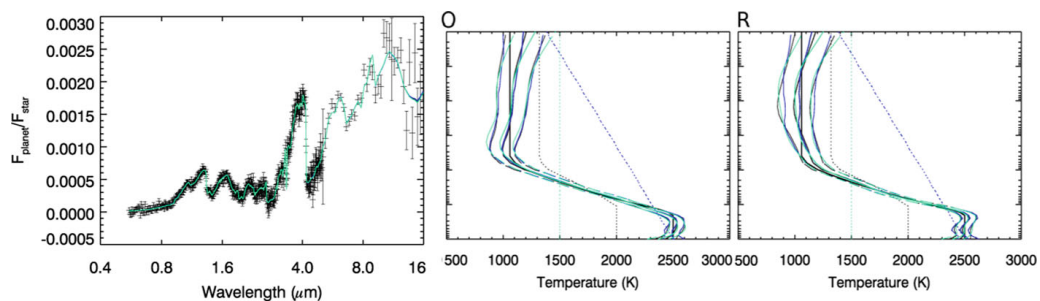 O R
0.0030
0.0025
0.0020
0.0015
0.0010
0.0005
0.0000
-0.0005
F_planet/F_star
0.4 0.8 1.6 4.0 8.0 16
Wavelength (μm)
500 1000 1500 2000 2500 3000
Temperature (K)
500 1000 1500 2000 2500 3000
Temperature (K)